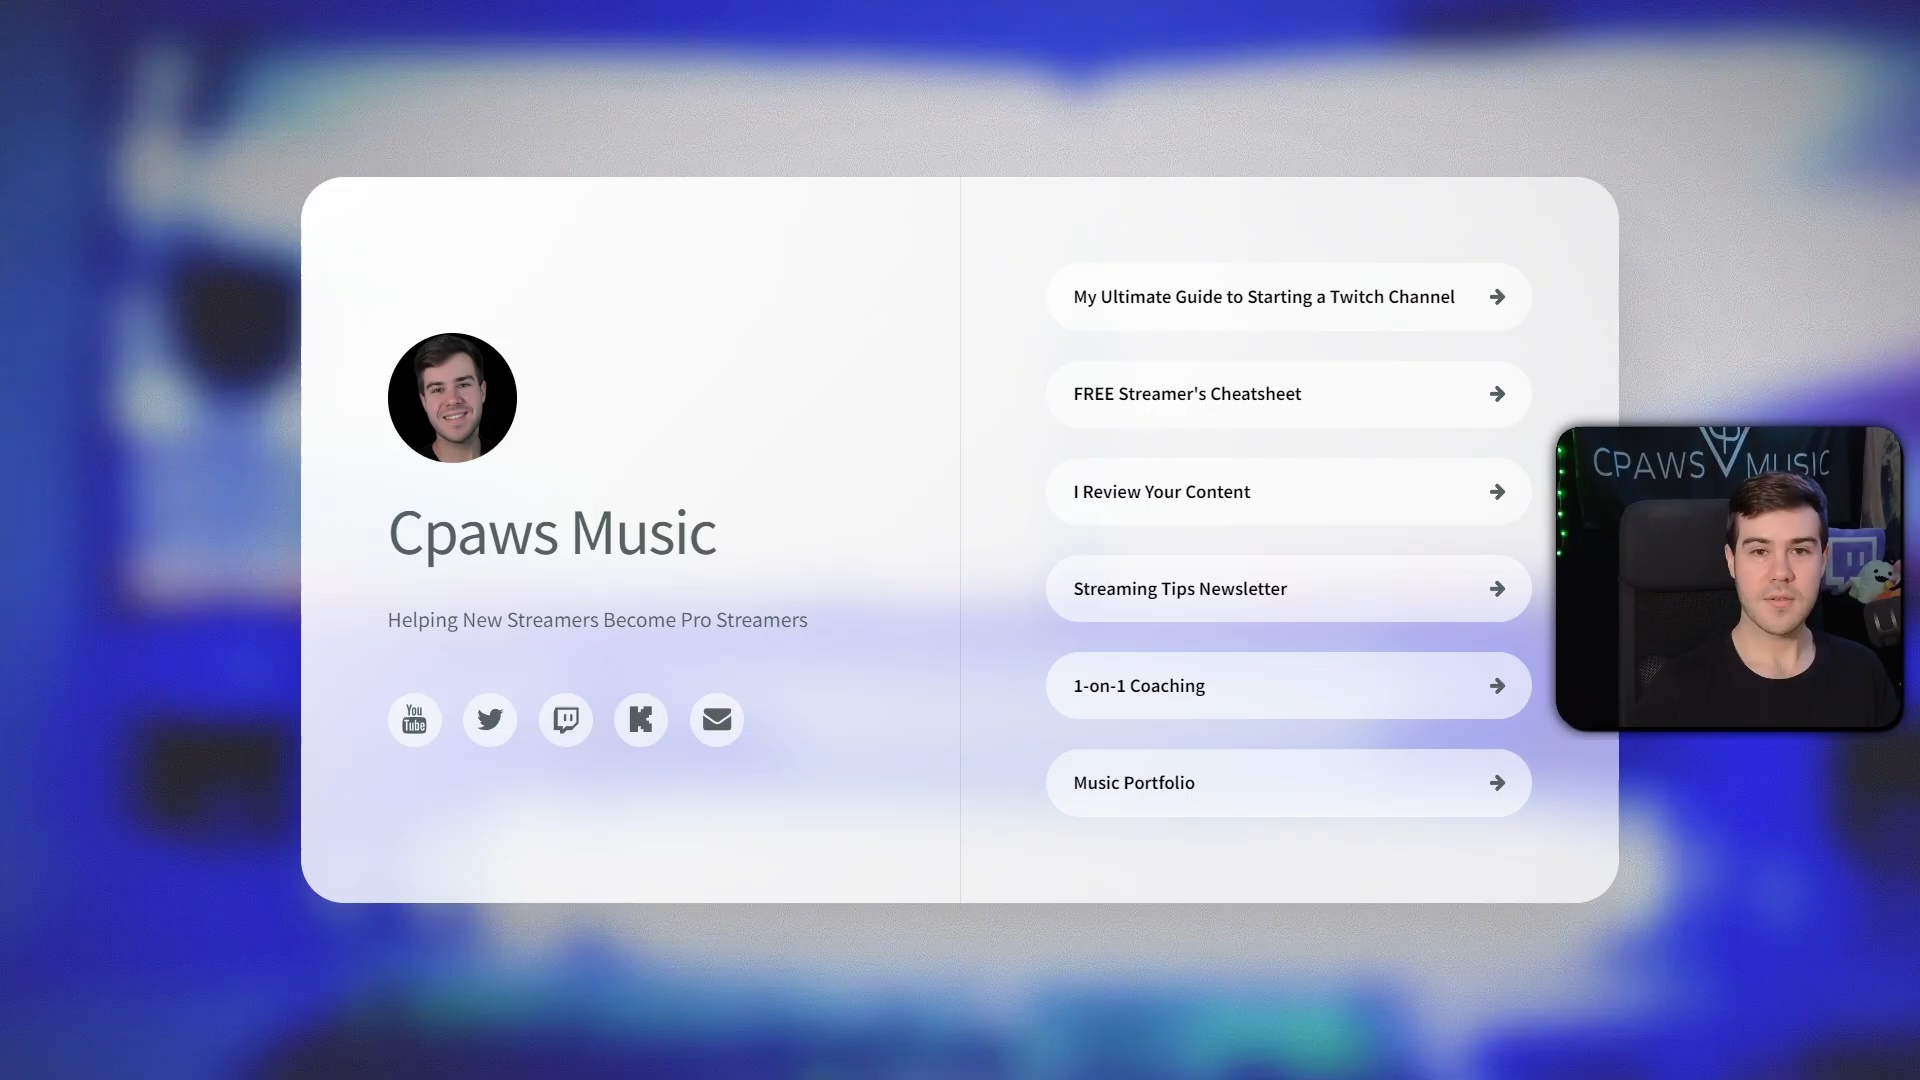 Cpaws Music
Helping New Streamers Become Pro Streamers
You
Tube
My Ultimate Guide to Starting a Twitch Channel
FREE Streamer's Cheatsheet
I Review Your Content
Streaming Tips Newsletter
1-on-1 Coaching
Music Portfolio
CPAWS MUSIC